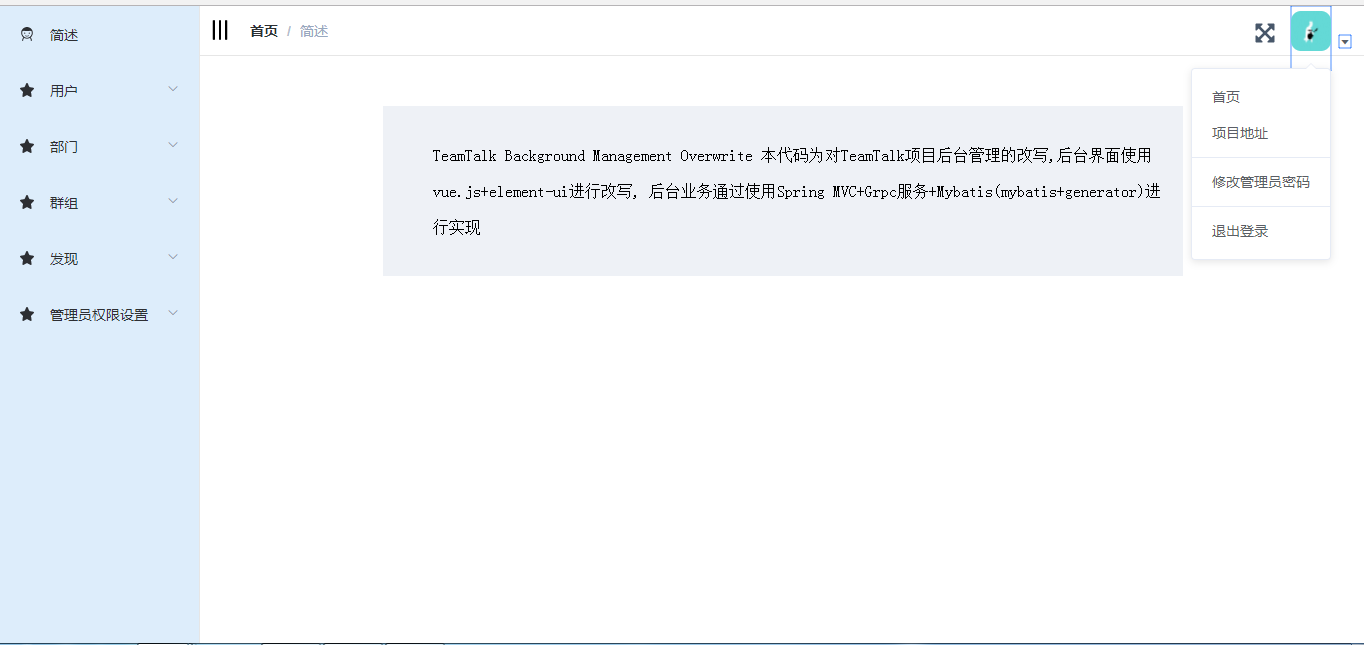 简述
用户
部门
群组
发现
管理员权限设置
首页 / 简述
TeamTalk Background Management Overwrite 本代码为对TeamTalk项目后台管理的改写,后台界面使用
vue.js+element-ui进行改写, 后台业务通过使用Spring MVC+Grpc服务+Mybatis(mybatis+generator)进
行实现
首页
项目地址
修改管理员密码
退出登录